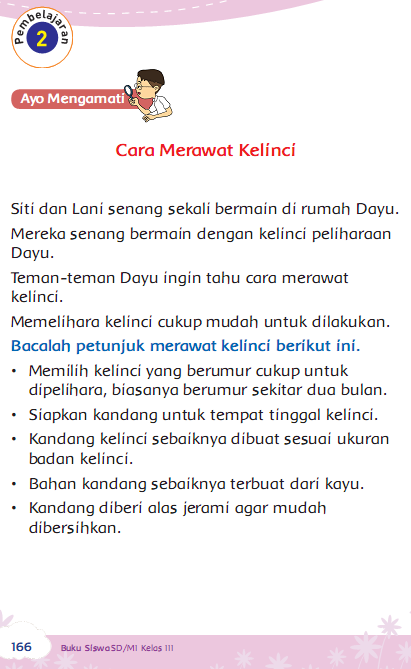 Pembelajaran
2
Ayo Mengamati
Cara Merawat Kelinci
Siti dan Lani senang sekali bermain di rumah Dayu.
Mereka senang bermain dengan kelinci peliharaan
Dayu.
Teman-teman Dayu ingin tahu cara merawat
kelinci.
Memelihara kelinci cukup mudah untuk dilakukan.
Bacalah petunjuk merawat kelinci berikut ini.
• Memilih kelinci yang berumur cukup untuk
dipelihara, biasanya berumur sekitar dua bulan.
• Siapkan kandang untuk tempat tinggal kelinci.
• Kandang kelinci sebaiknya dibuat sesuai ukuran
badan kelinci.
• Bahan kandang sebaiknya terbuat dari kayu.
• Kandang diberi alas jerami agar mudah
dibersihkan.
166 Buku Siswa SD/MI Kelas III